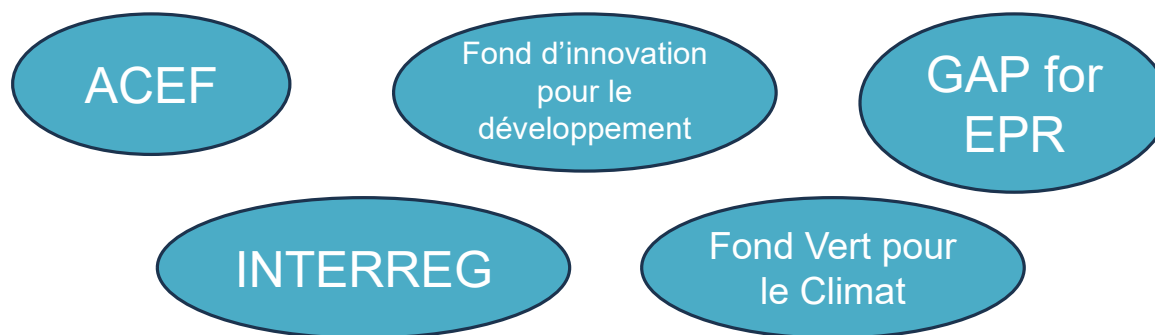 ACEF
Fond d’innovation
pour le
développement
GAP for
EPR
INTERREG
Fond Vert pour
le Climat